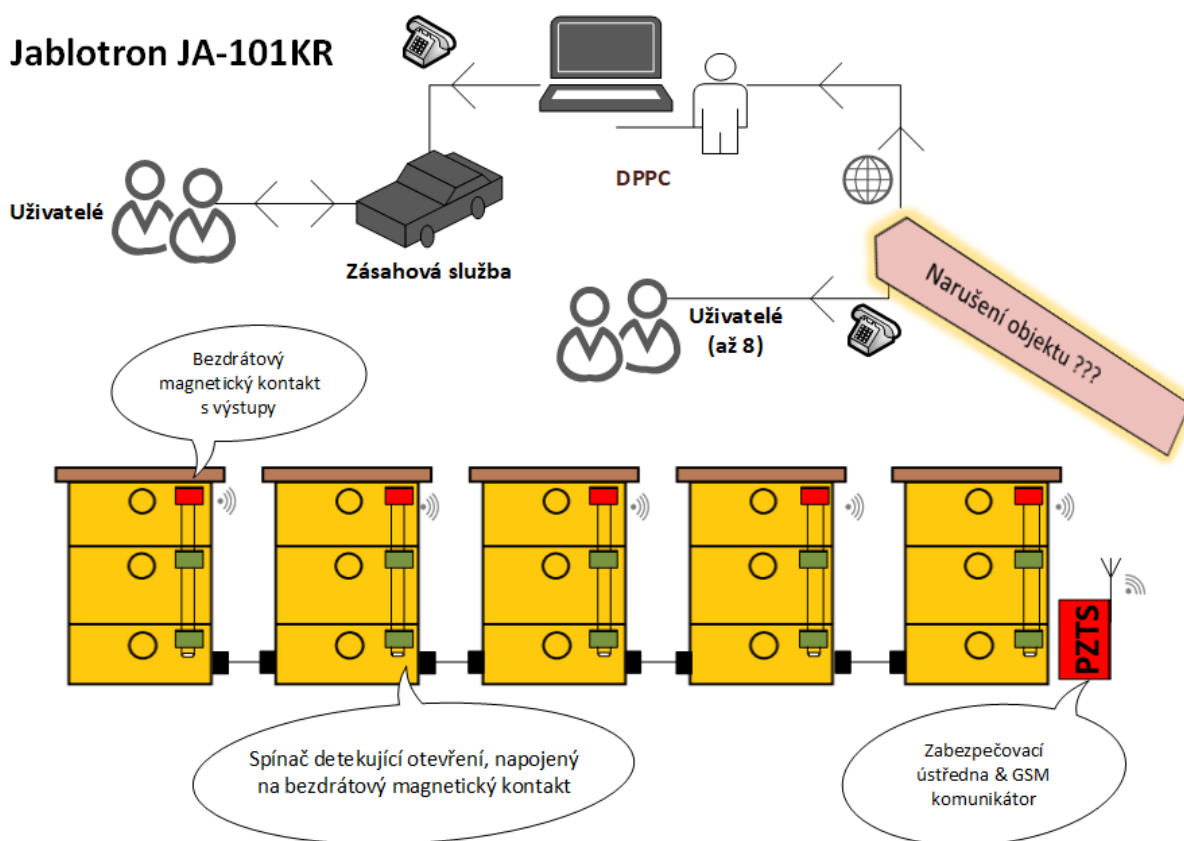 Jablotron JA-101KR
DPPC
Uživatelé
Zásahová služba
Narušení objektu ???
Uživatelé
(až 8)
Bezdrátový
magnetický kontakt
s výstupy
PZTS
Spínač detekující otevření, napojený
na bezdrátový magnetický kontakt
Zabezpečovací
ústředna & GSM
komunikátor